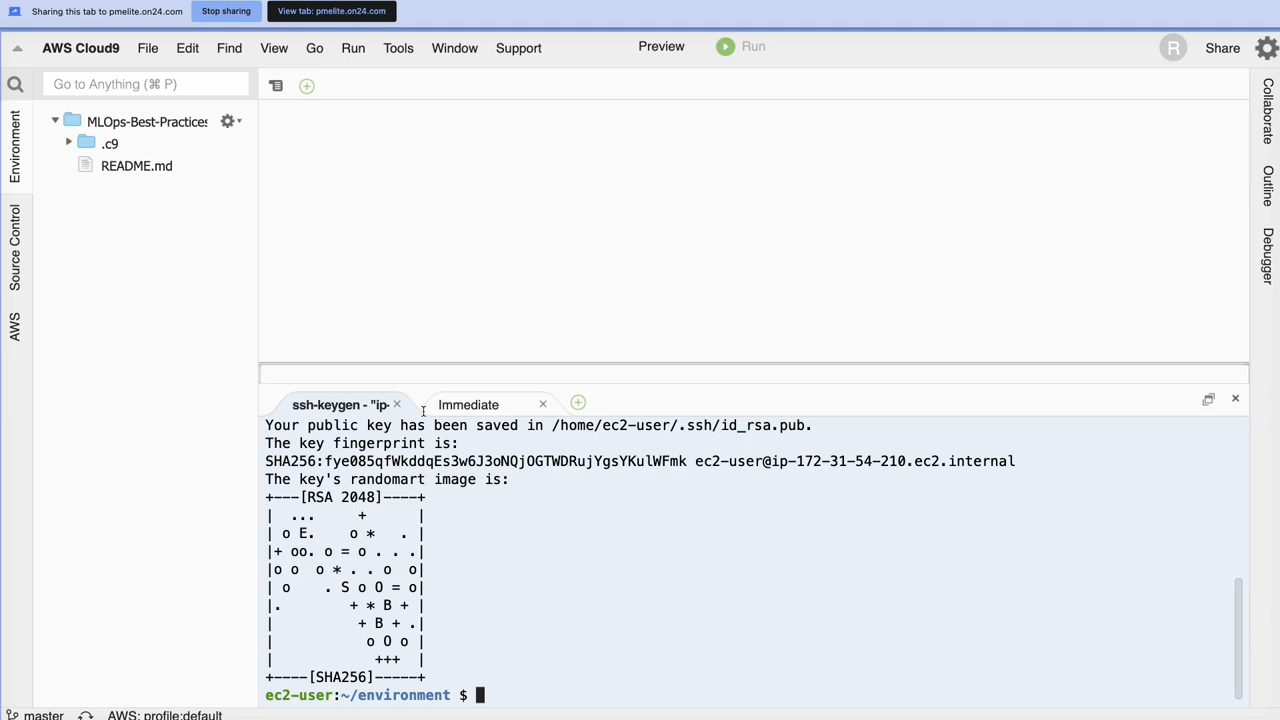 Sharing this tab to pmelite.on24.com Stop sharing View tab: pmelite.on24.com
AWS Cloud9 File Edit Find View Go Run Tools Window Support Preview Run R Share
Go to Anything (⌘ P)
MLOps-Best-Practices
.c9
README.md
Environment
Source Control
AWS
Collaborate
Outline
Debugger
ssh-keygen - "ip- Immediate
Your public key has been saved in /home/ec2-user/.ssh/id_rsa.pub.
The key fingerprint is:
SHA256:fye085qfWkddqEs3w6J3oNQjOGTWDRujYgsYKulWFmk ec2-user@ip-172-31-54-210.ec2.internal
The key's randomart image is:
+---[RSA 2048]----+
|  ...     +      |
| o E.    o *   . |
|+ oo. o = o . . .|
|o o  o * . . o  o|
| o    . S o O = o|
|.        + * B + |
|          + B + .|
|           o O o |
|            +++  |
+----[SHA256]-----+
ec2-user:~/environment $
master AWS: profile:default